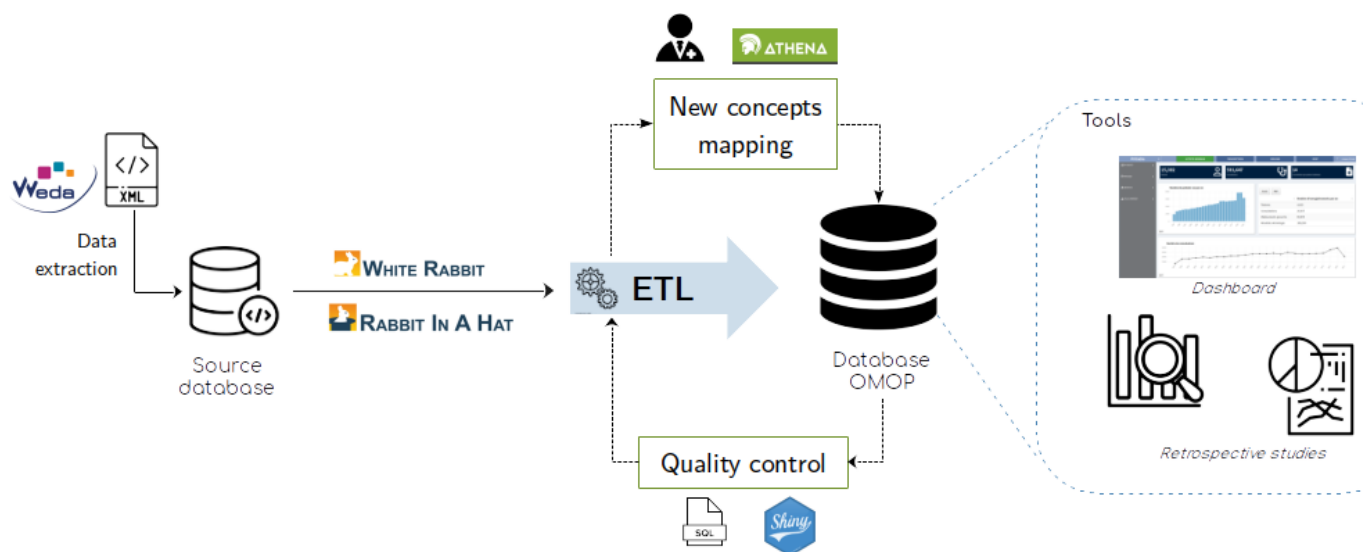 ATHENA
New concepts
mapping
Tools
</>
XML
Weda
Data
extraction
WHITE RABBIT
RABBIT IN A HAT
</>
ETL
Source
database
Database
OMOP
Dashboard
Retrospective studies
Quality control
SQL
Shiny